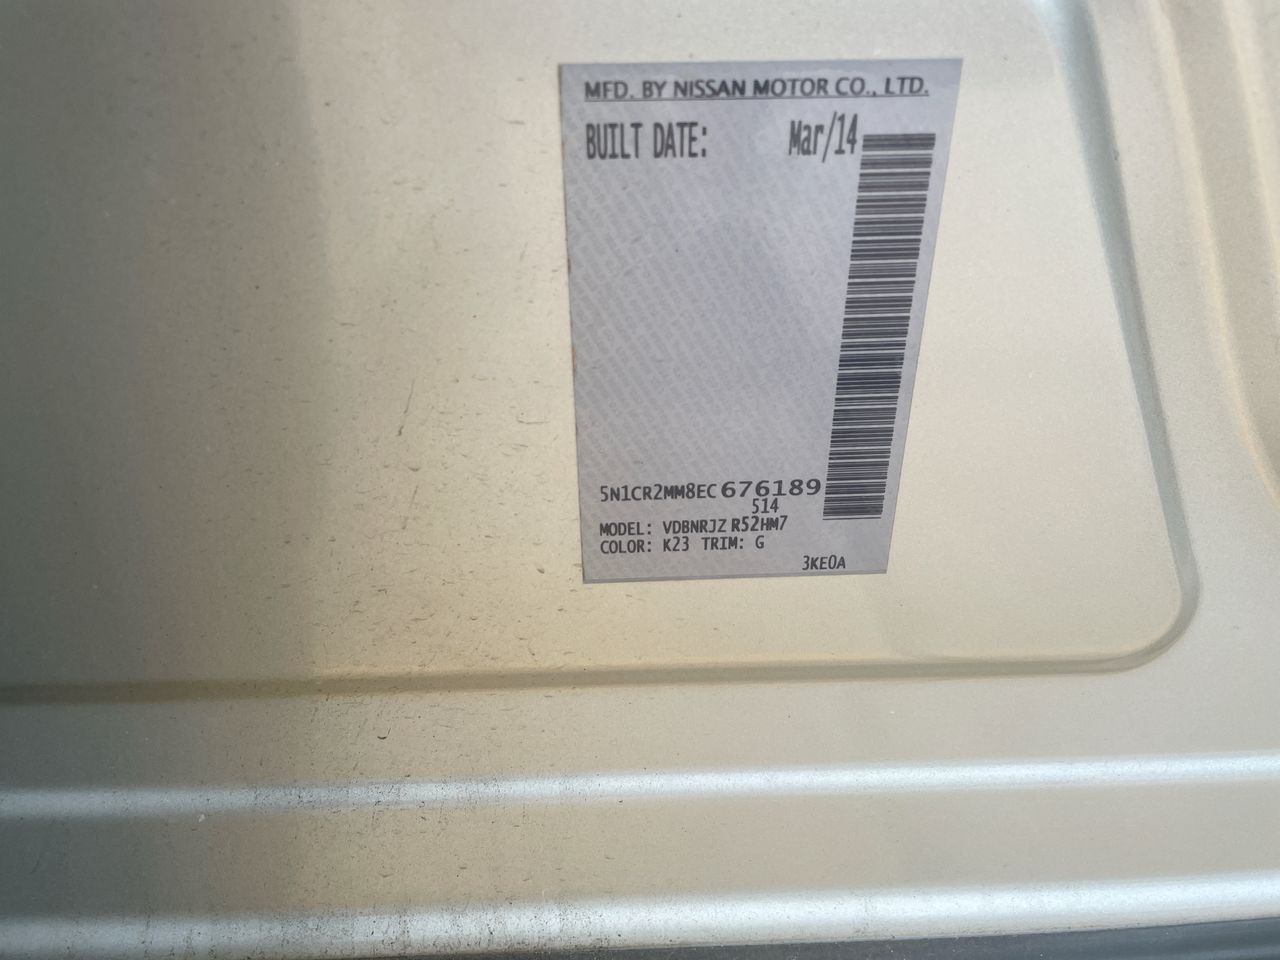 MFD. BY NISSAN MOTOR CO., LTD.
BUILT DATE: Mar/14
5N1CR2MM8EC676189
514
MODEL: VDBNRJZ R52HM7
COLOR: K23 TRIM: G
3KE0A